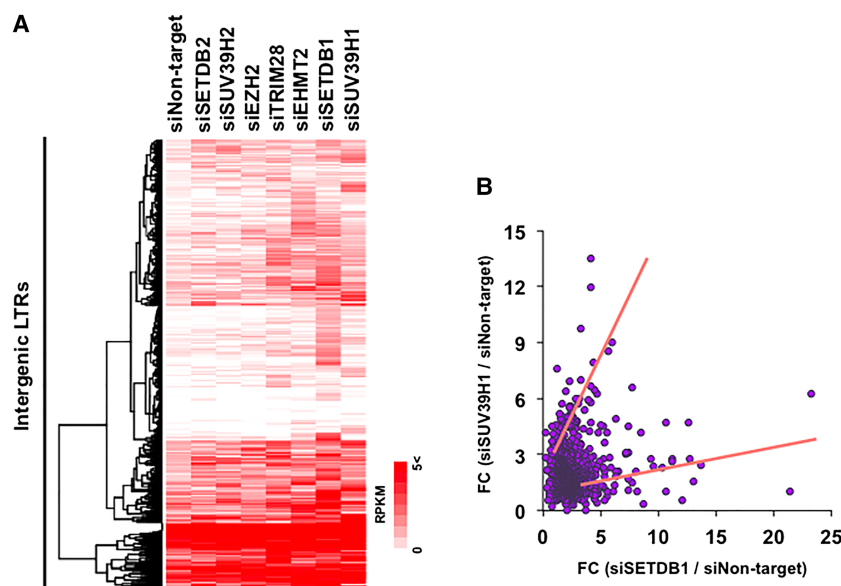 A
siNon-target
siSETDB2
siSUV39H2
siEZH2
siTRIM28
siEHMT2
siSETDB1
siSUV39H1
Intergenic LTRs
RPKM
5<
0
B
FC (siSUV39H1 / siNon-target)
15
12
9
6
3
0
0 5 10 15 20 25
FC (siSETDB1 / siNon-target)